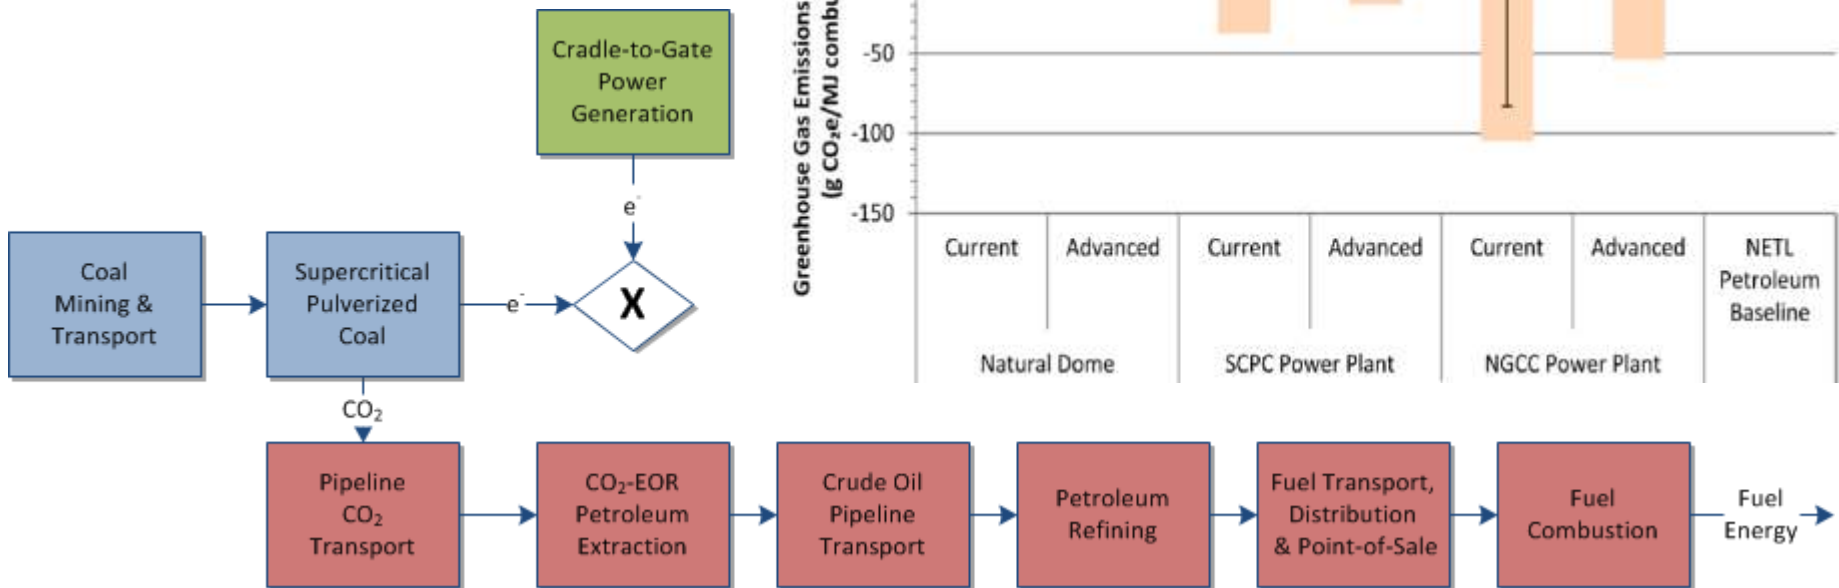 Cradle-to-Gate
Power
Generation
e-
Coal
Mining &
Transport
Supercritical
Pulverized
Coal
e-
X
CO₂
Pipeline
CO₂
Transport
CO₂-EOR
Petroleum
Extraction
Crude Oil
Pipeline
Transport
Petroleum
Refining
Fuel Transport,
Distribution
& Point-of-Sale
Fuel
Combustion
Fuel
Energy
Greenhouse Gas Emissions
(g CO₂e/MJ
-50
-100
-150
Current
Advanced
Current
Advanced
Current
Advanced
NETL
Petroleum
Baseline
Natural Dome
SCPC Power Plant
NGCC Power Plant